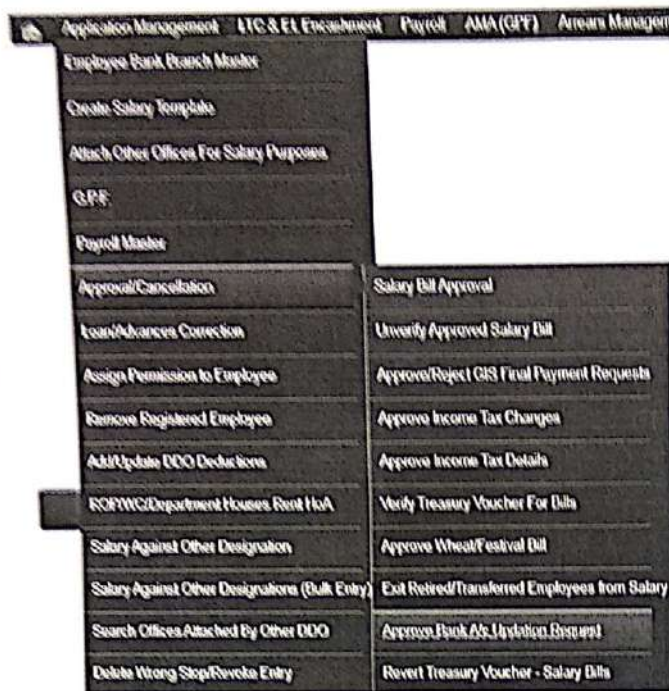 Application Management LTC & EL Encashment Payroll AMA (GPF) Arrears Managem
Employee Bank Branch Master
Create Salary Template
Attach Other Offices For Salary Purposes
G.P.F
Payroll Master
Approval/Cancellation
Loan/Advances Correction
Assign Permission to Employee
Remove Registered Employee
Add/Update DDO Deductions
ROP/WC/Department Houses Rent HoA
Salary Against Other Designation
Salary Against Other Designations (Bulk Entry)
Search Offices Attached By Other DDO
Delete Wrong Stop/Revoke Entry
Salary Bill Approval
Unverify Approved Salary Bill
Approve/Reject GIS Final Payment Requests
Approve Income Tax Changes
Approve Income Tax Details
Verify Treasury Voucher For Bills
Approve Wheat/Festival Bill
Exit Retired/Transferred Employees from Salary
Approve Bank A/c Updation Request
Revert Treasury Voucher - Salary Bills